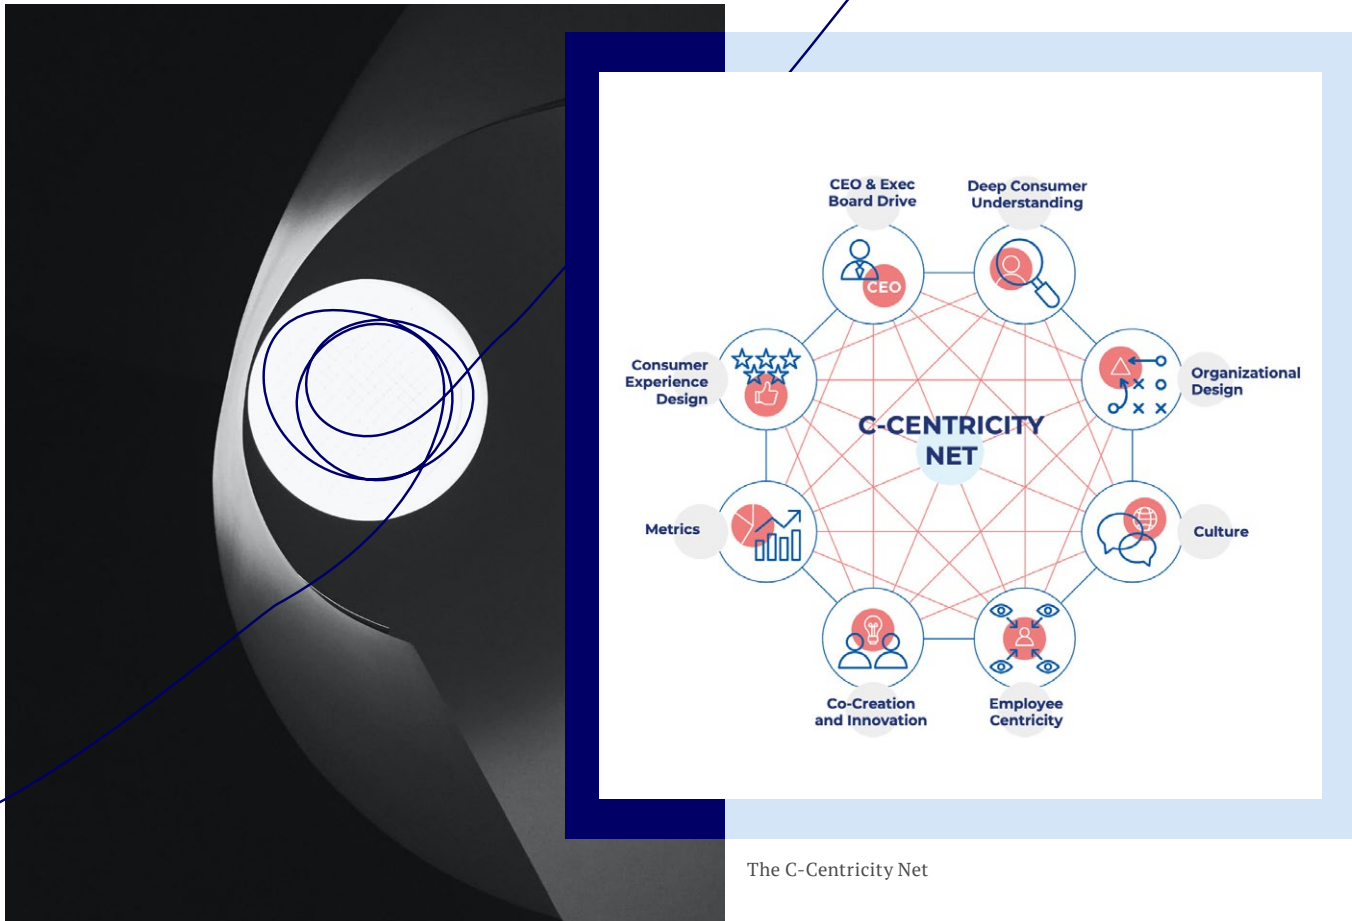 CEO & Exec
Board Drive
Deep Consumer
Understanding
CEO
Consumer
Experience
Design
Organizational
Design
C-CENTRICITY
NET
Metrics
Culture
Co-Creation
and Innovation
Employee
Centricity
The C-Centricity Net